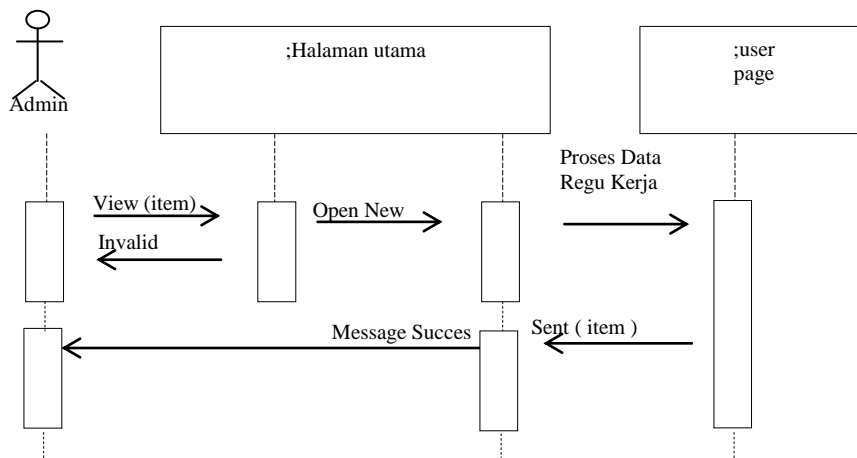 ;Halaman utama
;user
page
Admin
Proses Data
Regu Kerja
View (item)
Open New
Invalid
Message Succes
Sent ( item )